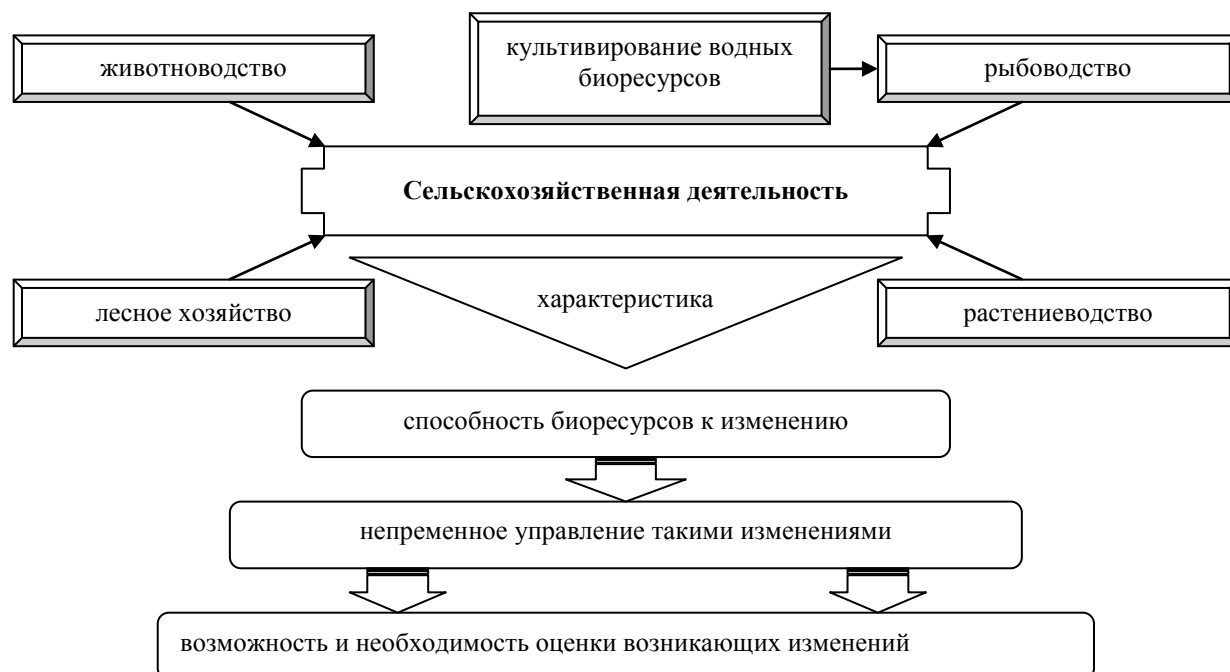 животноводство
культивирование водных
биоресурсов
рыбоводство
Сельскохозяйственная деятельность
характеристика
лесное хозяйство
растениеводство
способность биоресурсов к изменению
непременное управление такими изменениями
возможность и необходимость оценки возникающих изменений